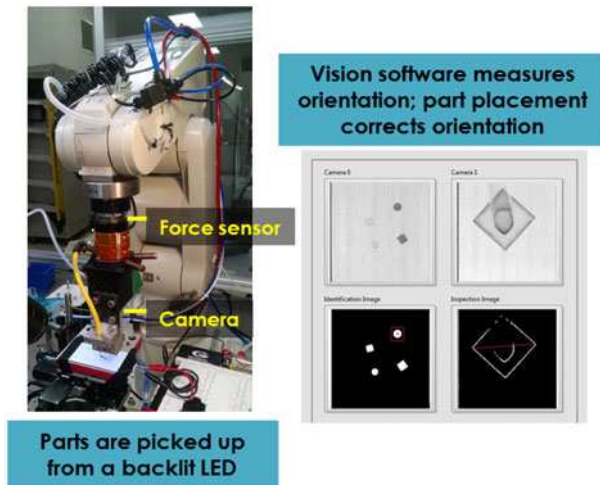 Vision software measures
orientation; part placement
corrects orientation
Force sensor
Camera
Camera 0
Camera 1
Identification Image
Inspection Image
Parts are picked up
from a backlit LED